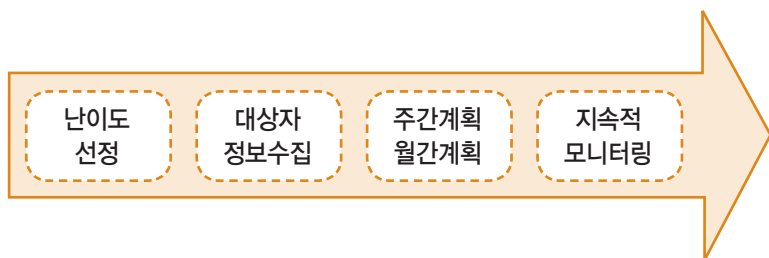 난이도
선정
대상자
정보수집
주간계획
월간계획
지속적
모니터링